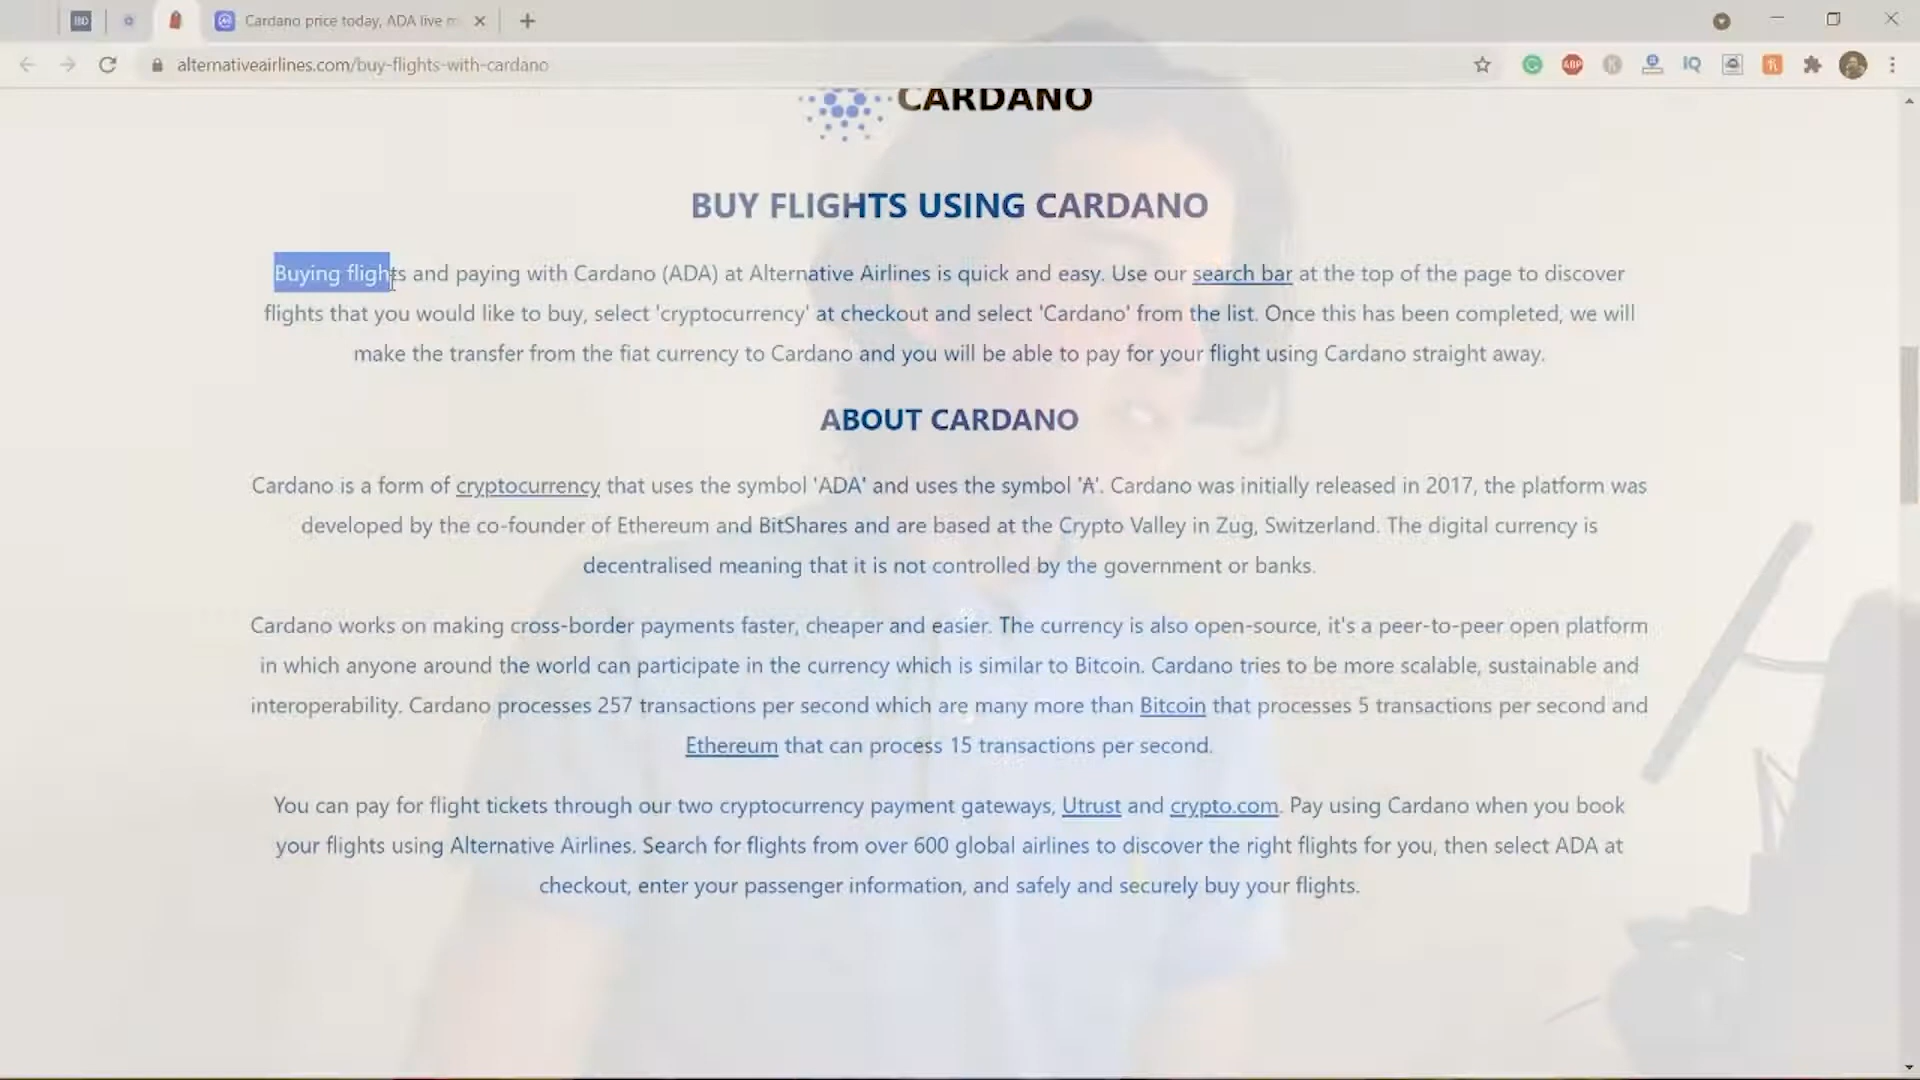 BD
Cardano price today, ADA live m
alternativeairlines.com/buy-flights-with-cardano
ABP
IQ
CARDANO
BUY FLIGHTS USING CARDANO
Buying flights and paying with Cardano (ADA) at Alternative Airlines is quick and easy. Use our search bar at the top of the page to discover
flights that you would like to buy, select 'cryptocurrency' at checkout and select 'Cardano' from the list. Once this has been completed, we will
make the transfer from the fiat currency to Cardano and you will be able to pay for your flight using Cardano straight away.
ABOUT CARDANO
Cardano is a form of cryptocurrency that uses the symbol 'ADA' and uses the symbol '₳'. Cardano was initially released in 2017, the platform was
developed by the co-founder of Ethereum and BitShares and are based at the Crypto Valley in Zug, Switzerland. The digital currency is
decentralised meaning that it is not controlled by the government or banks.
Cardano works on making cross-border payments faster, cheaper and easier. The currency is also open-source, it's a peer-to-peer open platform
in which anyone around the world can participate in the currency which is similar to Bitcoin. Cardano tries to be more scalable, sustainable and
interoperability. Cardano processes 257 transactions per second which are many more than Bitcoin that processes 5 transactions per second and
Ethereum that can process 15 transactions per second.
You can pay for flight tickets through our two cryptocurrency payment gateways, Utrust and crypto.com. Pay using Cardano when you book
your flights using Alternative Airlines. Search for flights from over 600 global airlines to discover the right flights for you, then select ADA at
checkout, enter your passenger information, and safely and securely buy your flights.